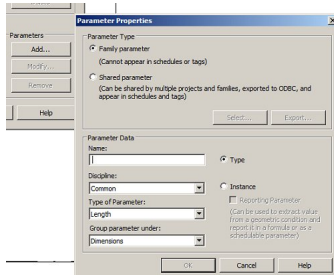 Parameters
Add...
Modify...
Remove
Help
Parameter Properties
Parameter Type
Family parameter
(Cannot appear in schedules or tags)
Shared parameter
(Can be shared by multiple projects and families, exported to ODBC, and
appear in schedules and tags)
Select...
Export...
Parameter Data
Name:
Type
Discipline:
Common
Instance
Type of Parameter:
Reporting Parameter
Length
(Can be used to extract value
from a geometric condition and
report it in a formula or as a
schedulable parameter)
Group parameter under:
Dimensions
OK
Cancel
Help